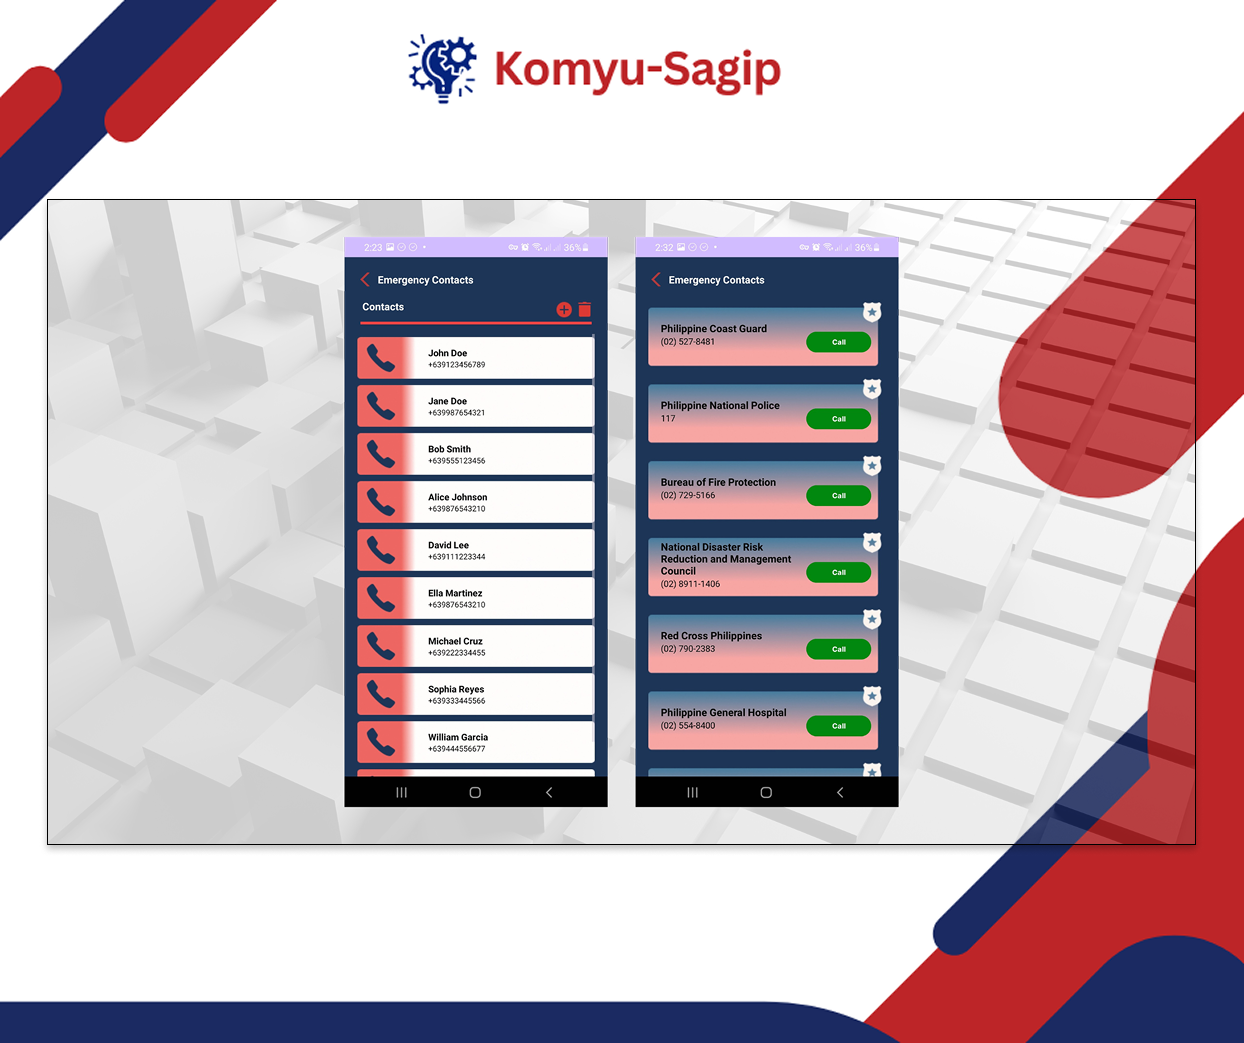 Komyu-Sagip
2:23
36%
Emergency Contacts
Contacts
John Doe
+639123456789
Jane Doe
+639987654321
Bob Smith
+639555123456
Alice Johnson
+639876543210
David Lee
+639111223344
Ella Martinez
+639876543210
Michael Cruz
+639222334455
Sophia Reyes
+639333445566
William Garcia
+639444556677
2:32
36%
Emergency Contacts
Philippine Coast Guard
(02) 527-8481
Call
Philippine National Police
117
Call
Bureau of Fire Protection
(02) 729-5166
Call
National Disaster Risk
Reduction and Management
Council
(02) 8911-1406
Call
Red Cross Philippines
(02) 790-2383
Call
Philippine General Hospital
(02) 554-8400
Call